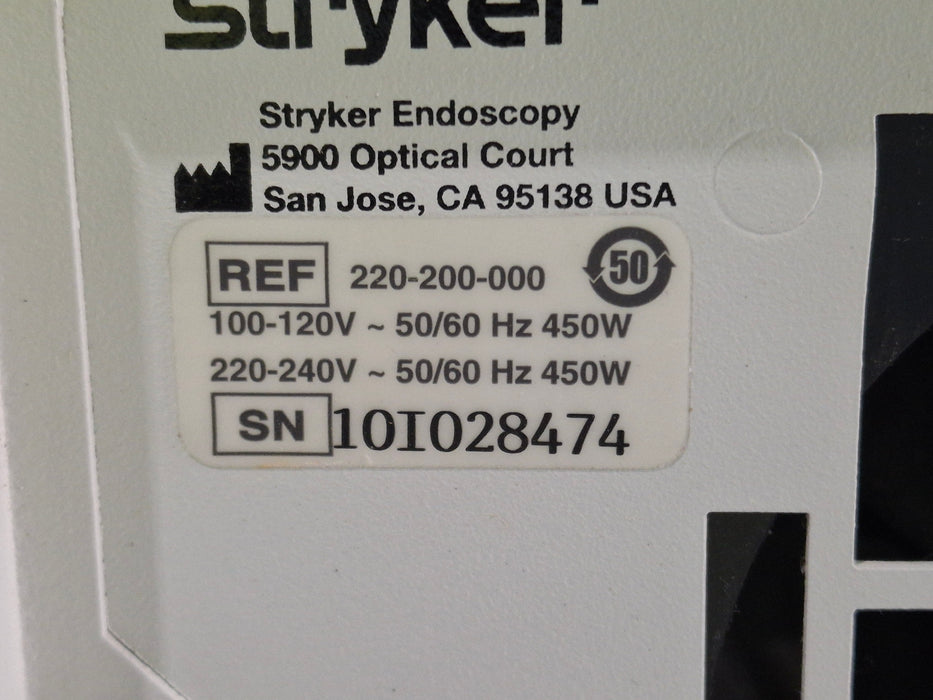 Stryker
Stryker Endoscopy
5900 Optical Court
San Jose, CA 95138 USA
REF 220-200-000 50
100-120V ~ 50/60 Hz 450W
220-240V ~ 50/60 Hz 450W
SN 10I028474